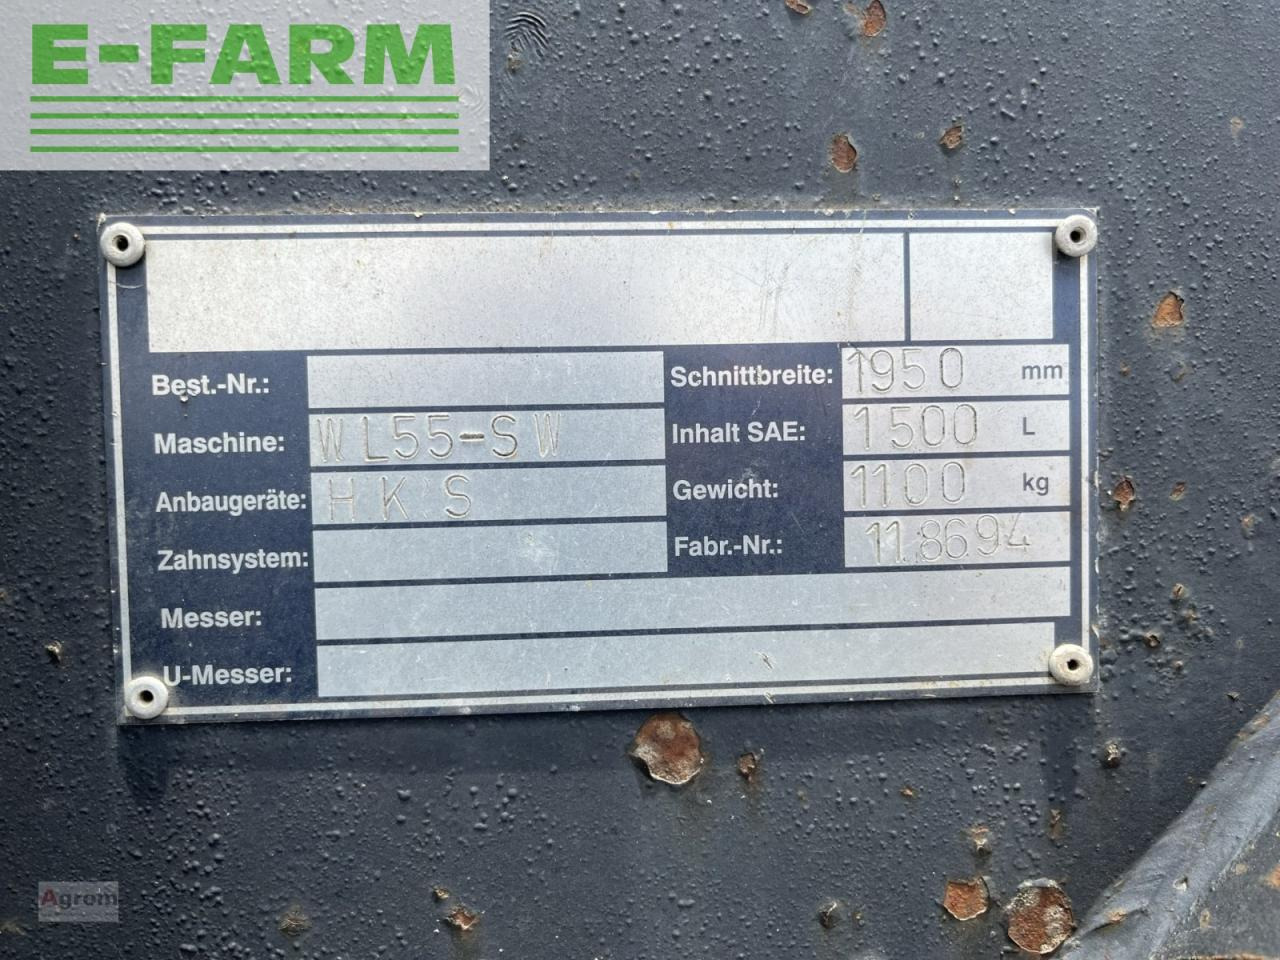 E-FARM
Best.-Nr.:
Schnittbreite: 1950 mm
Maschine: WL55-SW
Inhalt SAE: 1500 L
Anbaugeräte: HKS
Gewicht: 1100 kg
Zahnsystem:
Fabr.-Nr.: 11.8694
Messer:
U-Messer:
Agrom